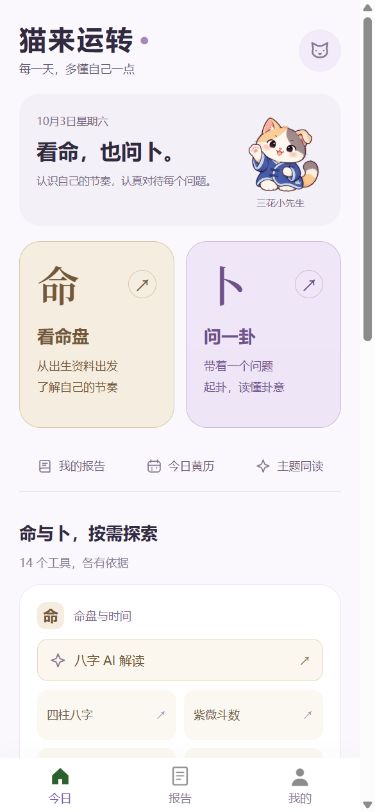 猫来运转
每一天，多懂自己一点
10月3日星期六
看命，也问卜。
认识自己的节奏，认真对待每个问题。
三花小先生
命
看命盘
从出生资料出发
了解自己的节奏
卜
问一卦
带着一个问题
起卦，读懂卦意
我的报告
今日黄历
主题同读
命与卜，按需探索
14 个工具，各有依据
命 命盘与时间
八字 AI 解读
四柱八字
紫微斗数
今日
报告
我的